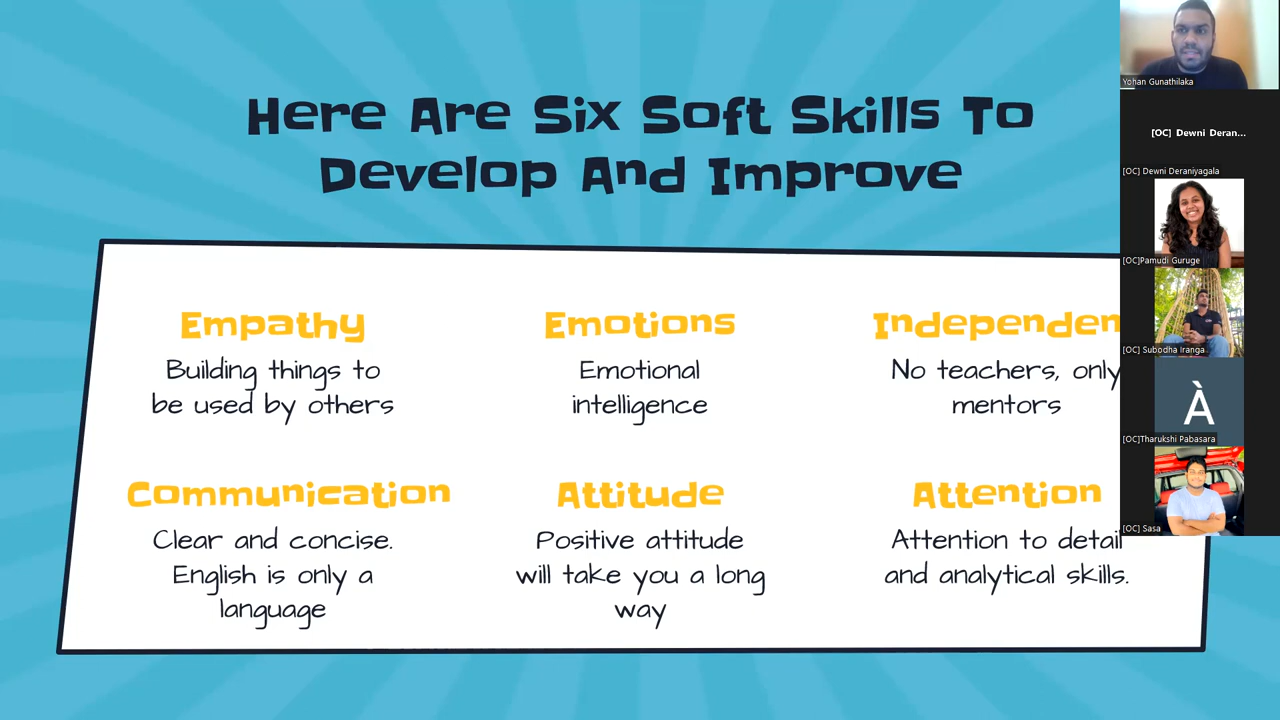 Here Are Six Soft Skills To
Develop And Improve
Empathy
Building things to
be used by others
Emotions
Emotional
intelligence
Independen
No teachers, only
mentors
Communication
Clear and concise.
English is only a
language
Attitude
Positive attitude
will take you a long
way
Attention
Attention to detail
and analytical skills.
Yohan Gunathilaka
[OC] Dewni Deran...
[OC] Dewni Deraniyagala
[OC]Pamudi Guruge
[OC] Subodha Iranga...
À
[OC]Tharukshi Pabasara
[OC] Sasa